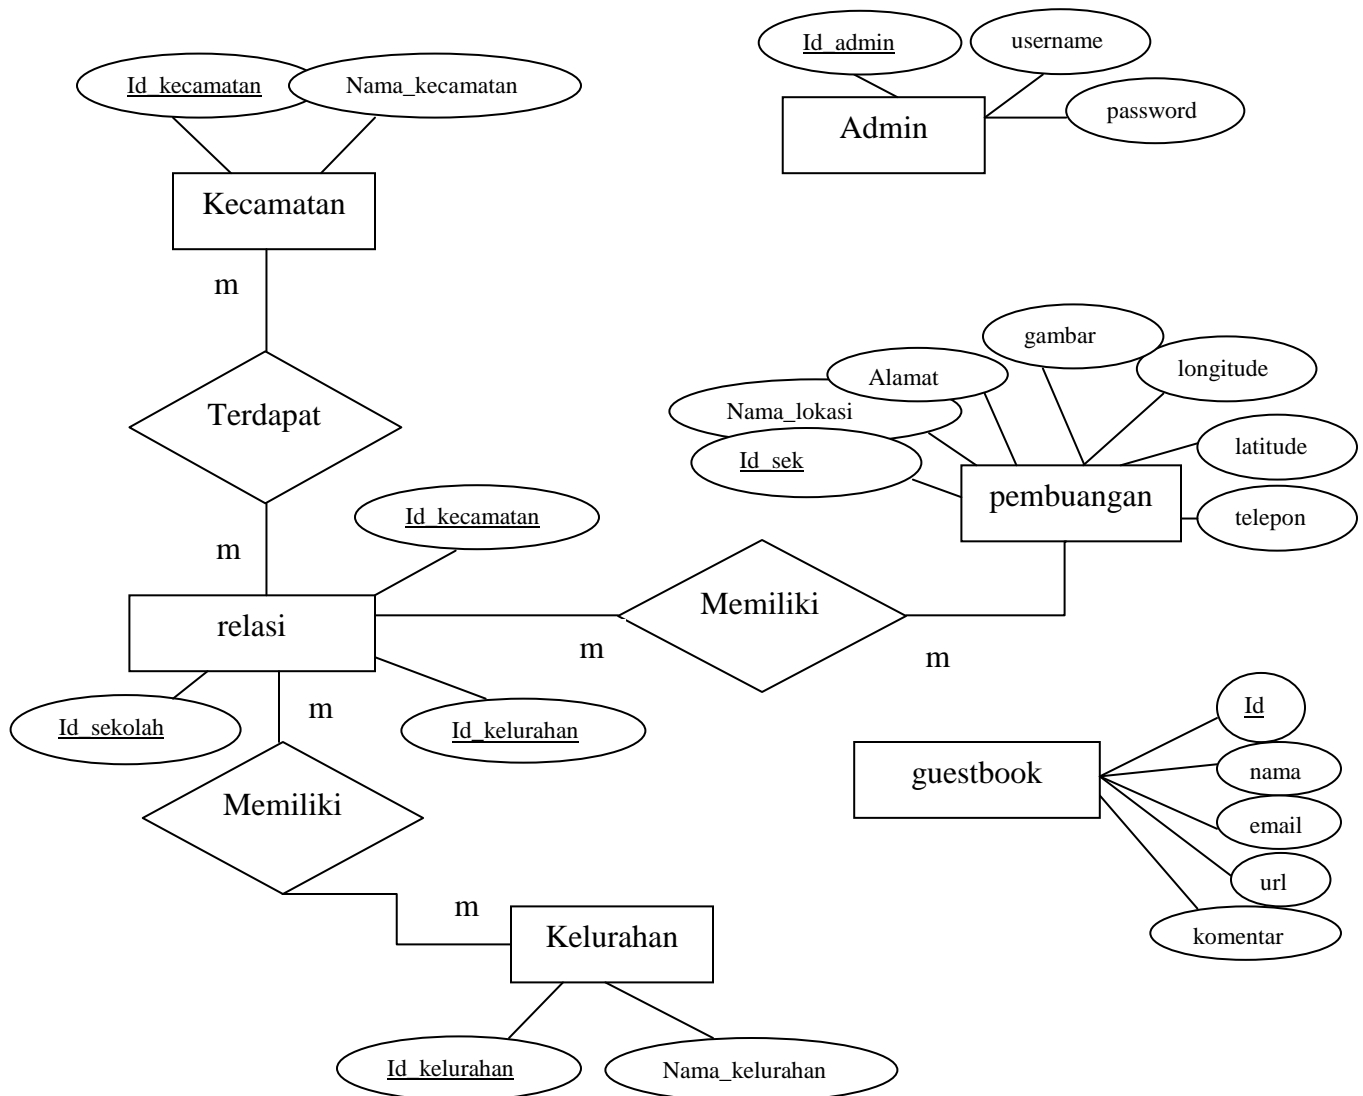 Id_admin
username
Id_kecamatan
Nama_kecamatan
password
Admin
Kecamatan
m
gambar
longitude
Alamat
Nama_lokasi
Terdapat
latitude
Id_sek
pembuangan
Id_kecamatan
telepon
m
Memiliki
relasi
m
m
Id_sekolah
m
Id_kelurahan
Id
guestbook
nama
Memiliki
email
url
m
Kelurahan
komentar
Id_kelurahan
Nama_kelurahan